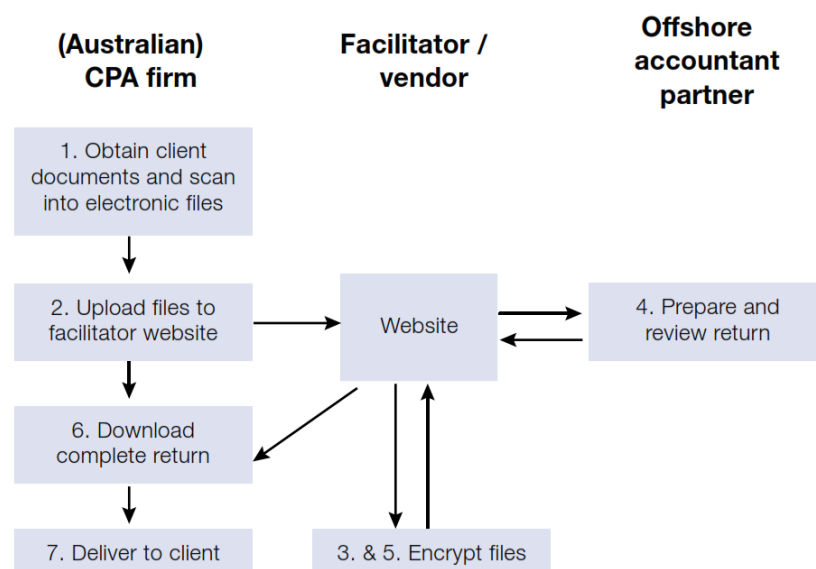 (Australian)
CPA firm
Facilitator /
vendor
Offshore
accountant
partner
1. Obtain client
documents and scan
into electronic files
2. Upload files to
facilitator website
Website
4. Prepare and
review return
6. Download
complete return
7. Deliver to client
3. & 5. Encrypt files